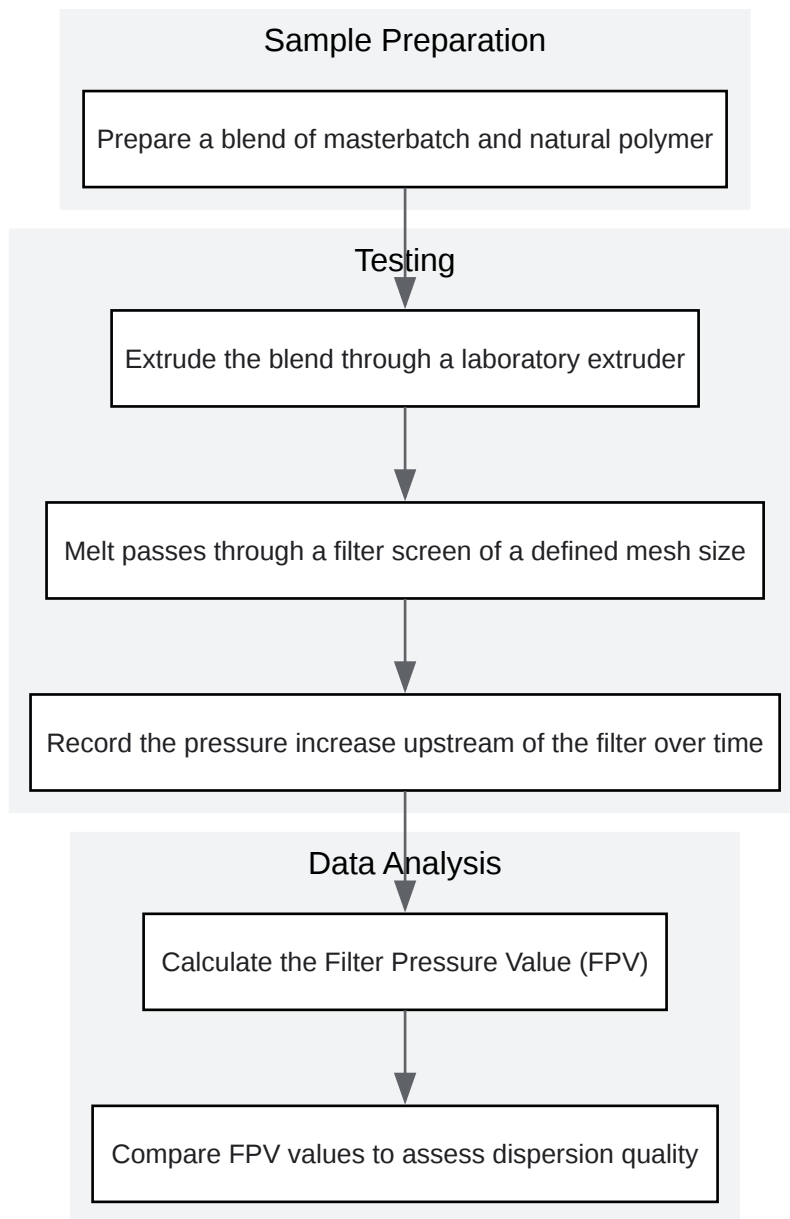 Sample Preparation
Prepare a blend of masterbatch and natural polymer
Testing
Extrude the blend through a laboratory extruder
Melt passes through a filter screen of a defined mesh size
Record the pressure increase upstream of the filter over time
Data Analysis
Calculate the Filter Pressure Value (FPV)
Compare FPV values to assess dispersion quality